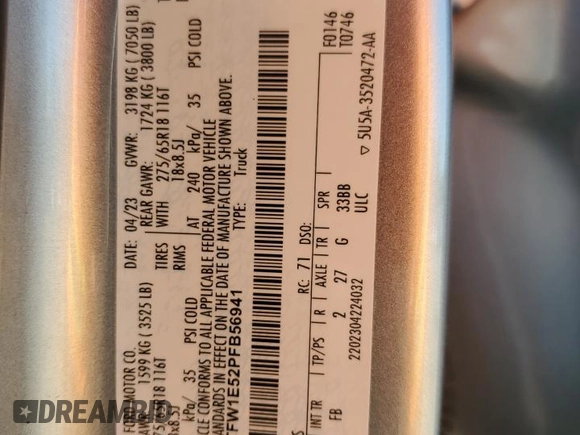 FORD MOTOR CO.
04/23 GVWR: 3198 KG ( 7050 LB)
1599 KG ( 3525 LB) REAR GAWR: 1724 KG ( 3800 LB)
275/65R18 116T TIRES WITH 275/65R18 116T
18x8.5J RIMS 18x8.5J
kPa/ 35 PSI COLD AT 240 kPa/ 35 PSI COLD
CONFORMS TO ALL APPLICABLE FEDERAL MOTOR VEHICLE
STANDARDS IN EFFECT ON THE DATE OF MANUFACTURE SHOWN ABOVE.
FW1E52PFB56941 TYPE: Truck
F0146
T0746
RC: 71 DSO:
INT TR TP/PS R AXLE TR SPR
FB 2 27 G 33BB
2202304224032 ULC
▽ 5U5A-3520472-AA
DREAMBID